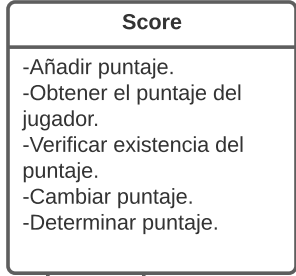 Score
-Añadir puntaje.
-Obtener el puntaje del
jugador.
-Verificar existencia del
puntaje.
-Cambiar puntaje.
-Determinar puntaje.